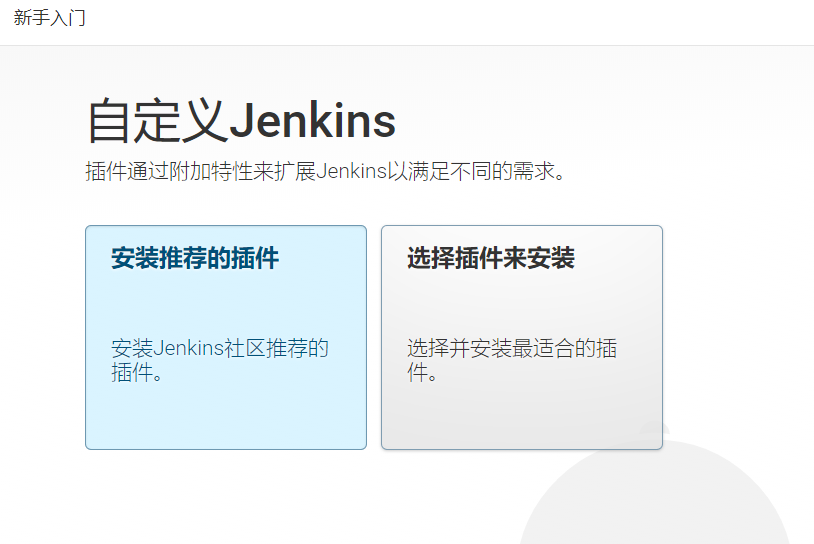 新手入门
自定义Jenkins
插件通过附加特性来扩展Jenkins以满足不同的需求。
安装推荐的插件
安装Jenkins社区推荐的
插件。
选择插件来安装
选择并安装最适合的插
件。